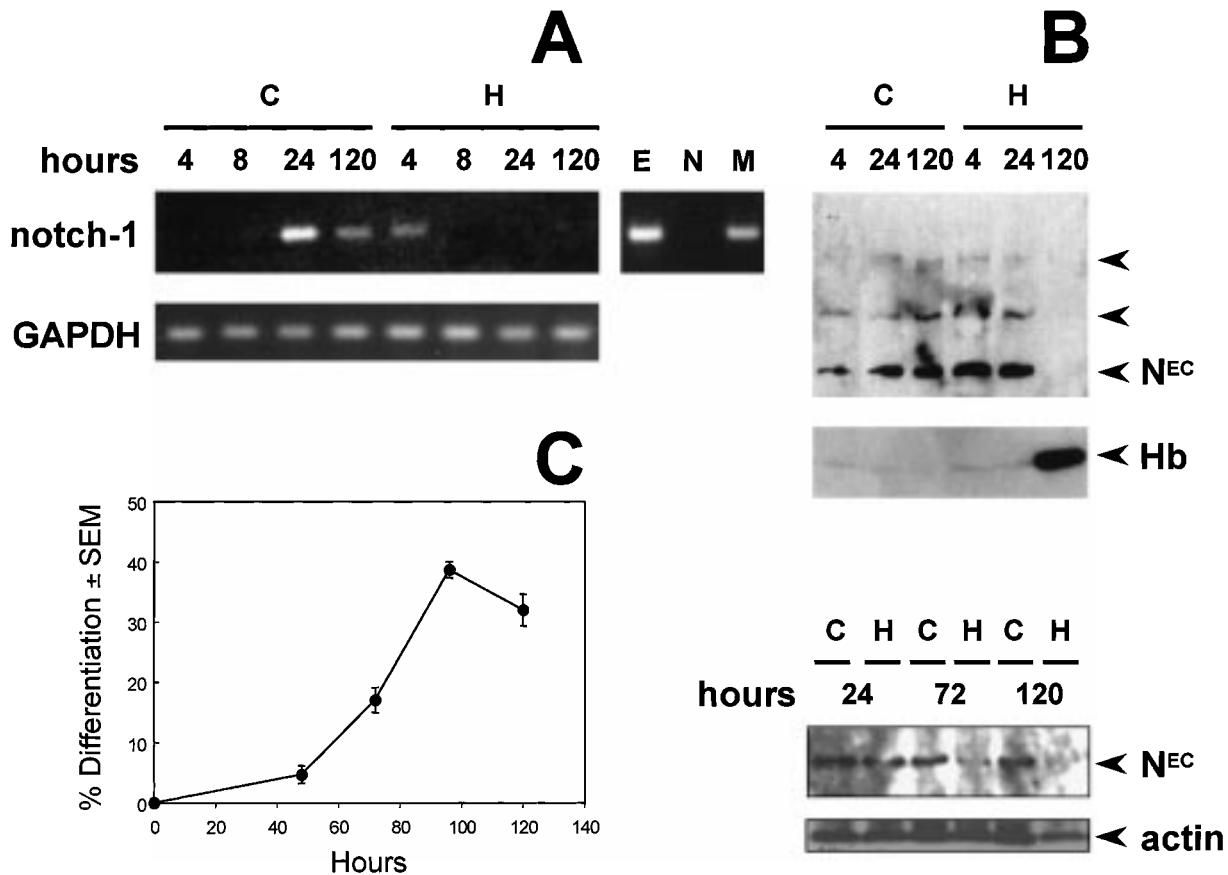 A
C H
hours 4 8 24 120 4 8 24 120 E N M
notch-1
GAPDH
B
C H
4 24 120 4 24 120
N^EC
Hb
C
% Differentiation ± SEM
50
40
30
20
10
0
0 20 40 60 80 100 120 140
Hours
C H C H C H
hours 24 72 120
N^EC
actin